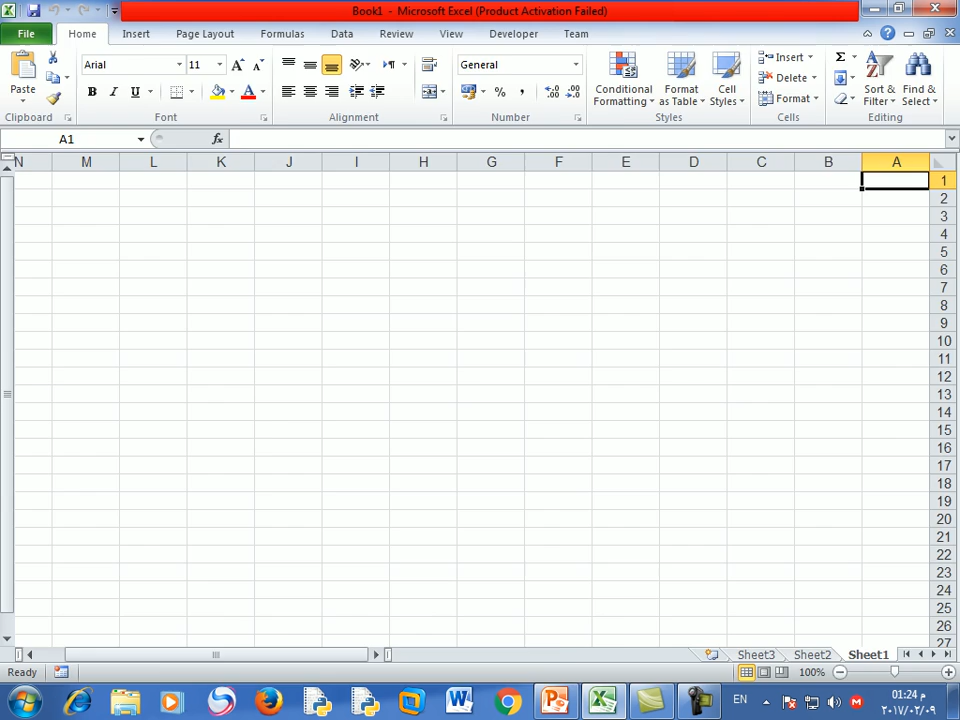 Book1 - Microsoft Excel (Product Activation Failed)
File Home Insert Page Layout Formulas Data Review View Developer Team
Arial 11 General
Paste
B I U A % , .00 .0
Conditional Formatting
Format as Table
Cell Styles
Insert
Delete
Format
Σ
Sort & Filter
Find & Select
Clipboard Font Alignment Number Styles Cells Editing
A1 fx
N M L K J I H G F E D C B A
1
2
3
4
5
6
7
8
9
10
11
12
13
14
15
16
17
18
19
20
21
22
23
24
25
26
27
Sheet3 Sheet2 Sheet1
Ready 100%
EN
01:24 م
٢٠١٧/٠٢/٠٩